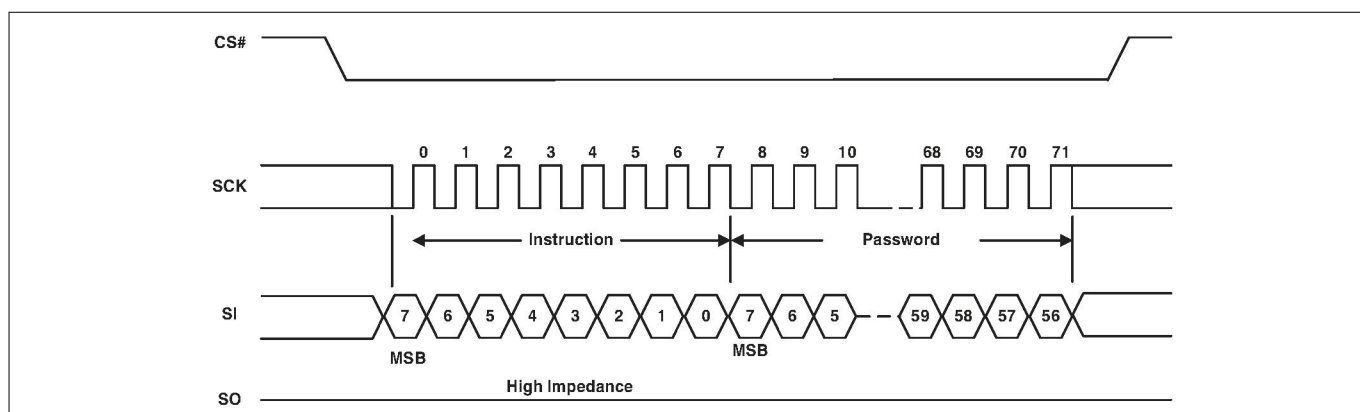 CS#
0 1 2 3 4 5 6 7 8 9 10 68 69 70 71
SCK
Instruction Password
SI 7 6 5 4 3 2 1 0 7 6 5 59 58 57 56
MSB MSB
High Impedance
SO